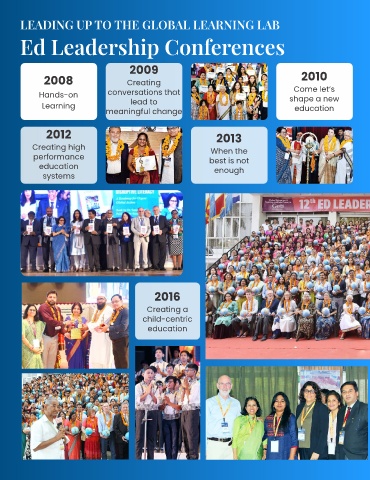 LEADING UP TO THE GLOBAL LEARNING LAB
Ed Leadership Conferences
2008
Hands-on
Learning
2009
Creating
conversations that
lead to
meaningful change
2010
Come let's
shape a new
education
2012
Creating high
performance
education
systems
2013
When the
best is not
enough
12TH ED LEADER
2016
Creating a
child-centric
education